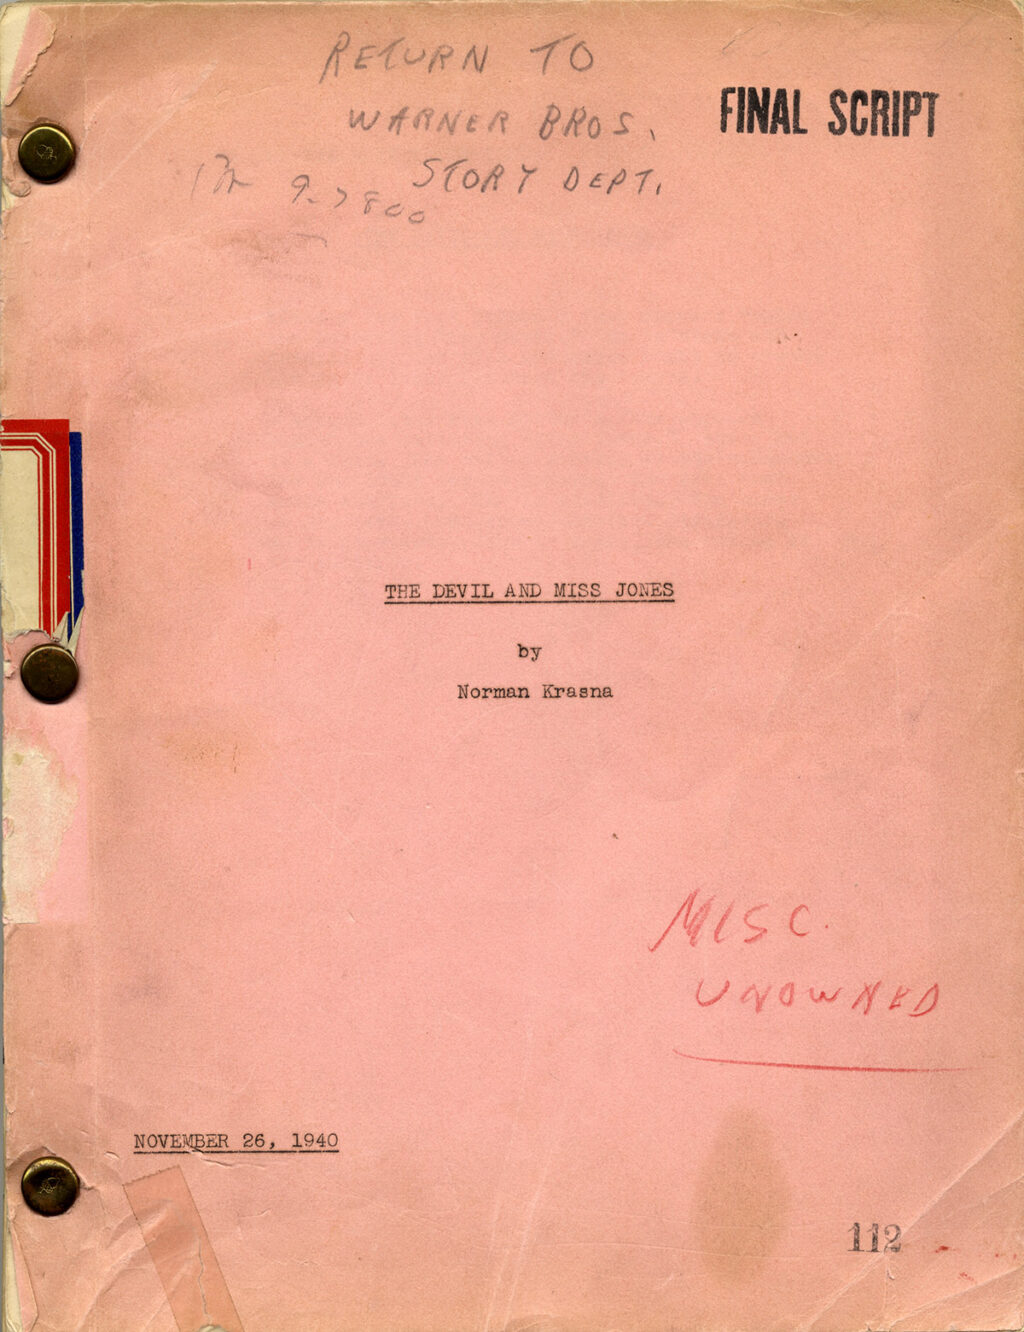 RETURN TO
WARNER BROS.
STORY DEPT.
FINAL SCRIPT
THE DEVIL AND MISS JONES
by
Norman Krasna
MISC.
UNOWNED
NOVEMBER 26, 1940
112